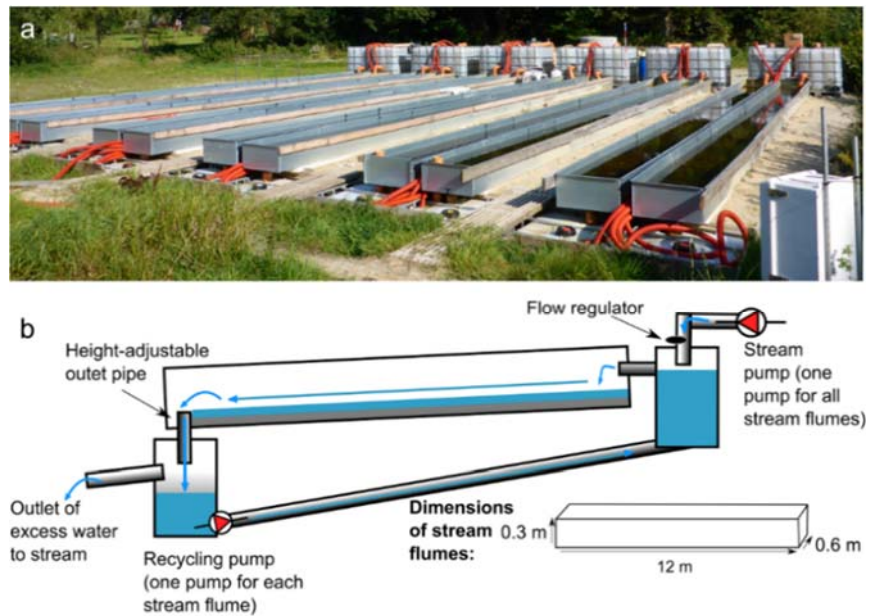 a
b
Flow regulator
Height-adjustable
outet pipe
Stream
pump (one
pump for all
stream flumes)
Outlet of
excess water
to stream
Recycling pump
(one pump for each
stream flume)
Dimensions
of stream
flumes:
0.3 m
12 m
0.6 m